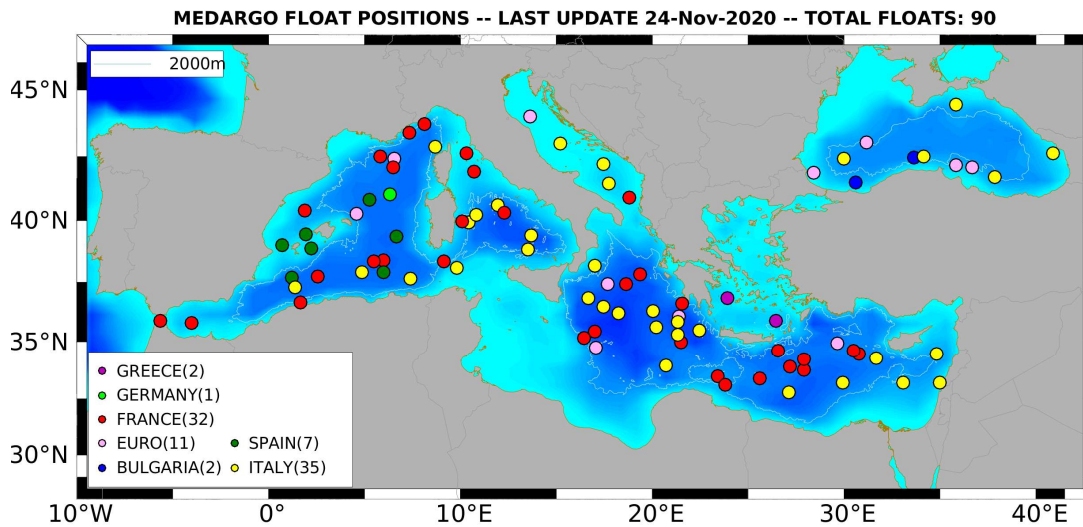 MEDARGO FLOAT POSITIONS -- LAST UPDATE 24-Nov-2020 -- TOTAL FLOATS: 90
2000m
45°N
40°N
35°N
30°N
GREECE(2)
GERMANY(1)
FRANCE(32)
EURO(11) SPAIN(7)
BULGARIA(2) ITALY(35)
10°W 0° 10°E 20°E 30°E 40°E